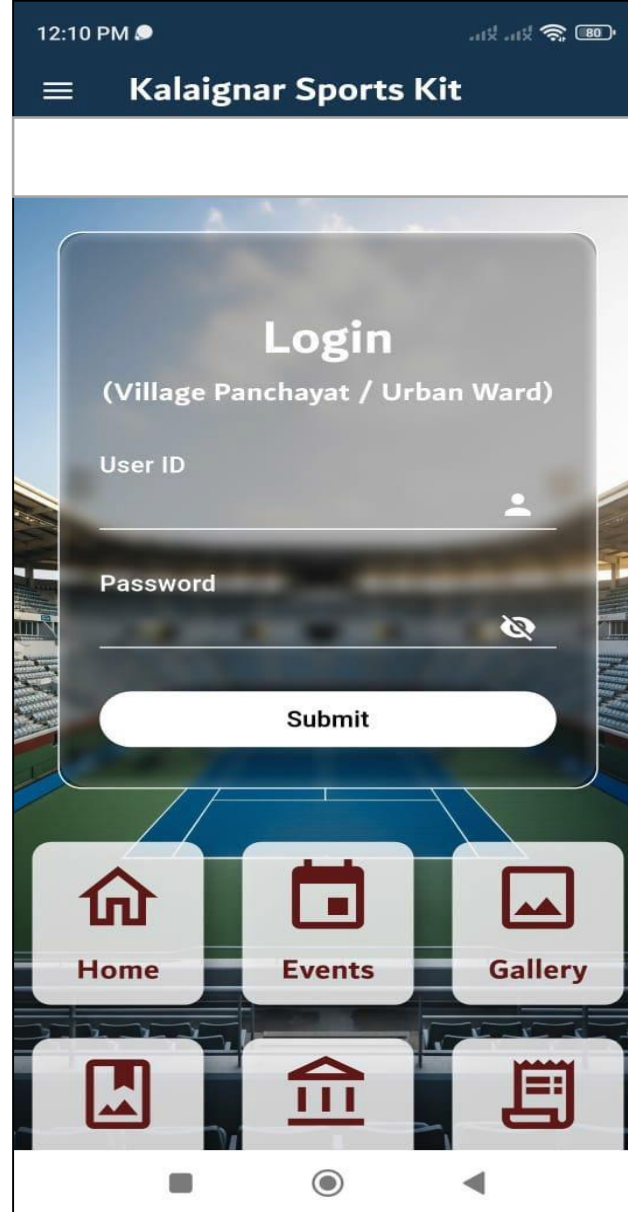 12:10 PM 80
Kalaignar Sports Kit
Login
(Village Panchayat / Urban Ward)
User ID
Password
Submit
Home Events Gallery